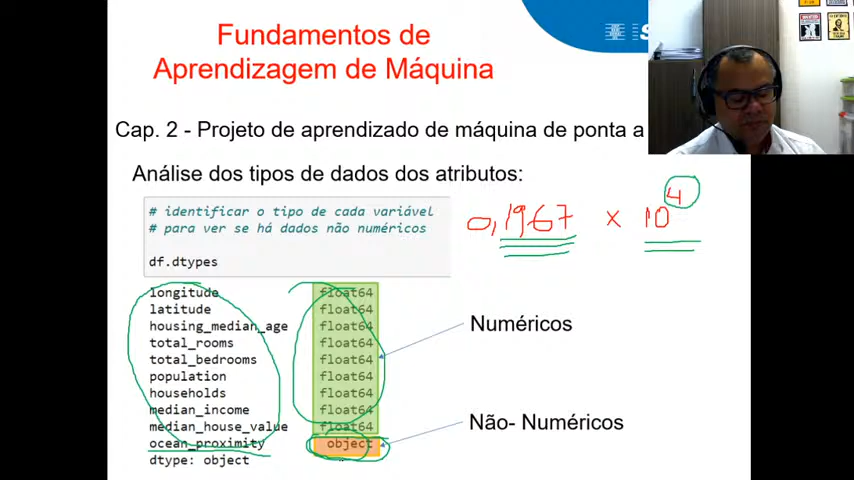 Fundamentos de
Aprendizagem de Máquina
Cap. 2 - Projeto de aprendizado de máquina de ponta a
Análise dos tipos de dados dos atributos:
# identificar o tipo de cada variável
# para ver se há dados não numéricos
df.dtypes
0,1967 x 10^4
longitude float64
latitude float64
housing_median_age float64
total_rooms float64
total_bedrooms float64
population float64
households float64
median_income float64
median_house_value float64
ocean_proximity object
dtype: object
Numéricos
Não- Numéricos